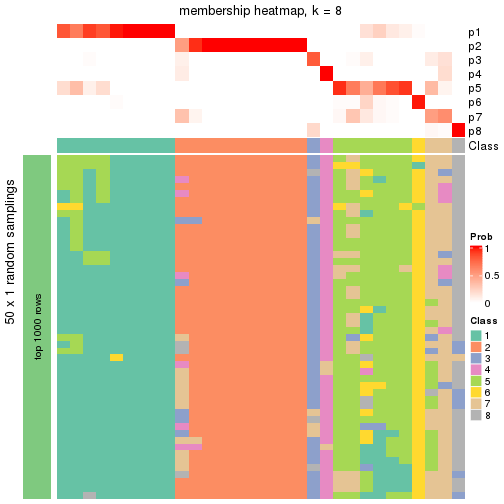 membership heatmap, k = 8
p1
p2
p3
p4
p5
p6
p7
p8
Class
50 x 1 random samplings
top 1000 rows
Prob
1
0.5
0
Class
1
2
3
4
5
6
7
8